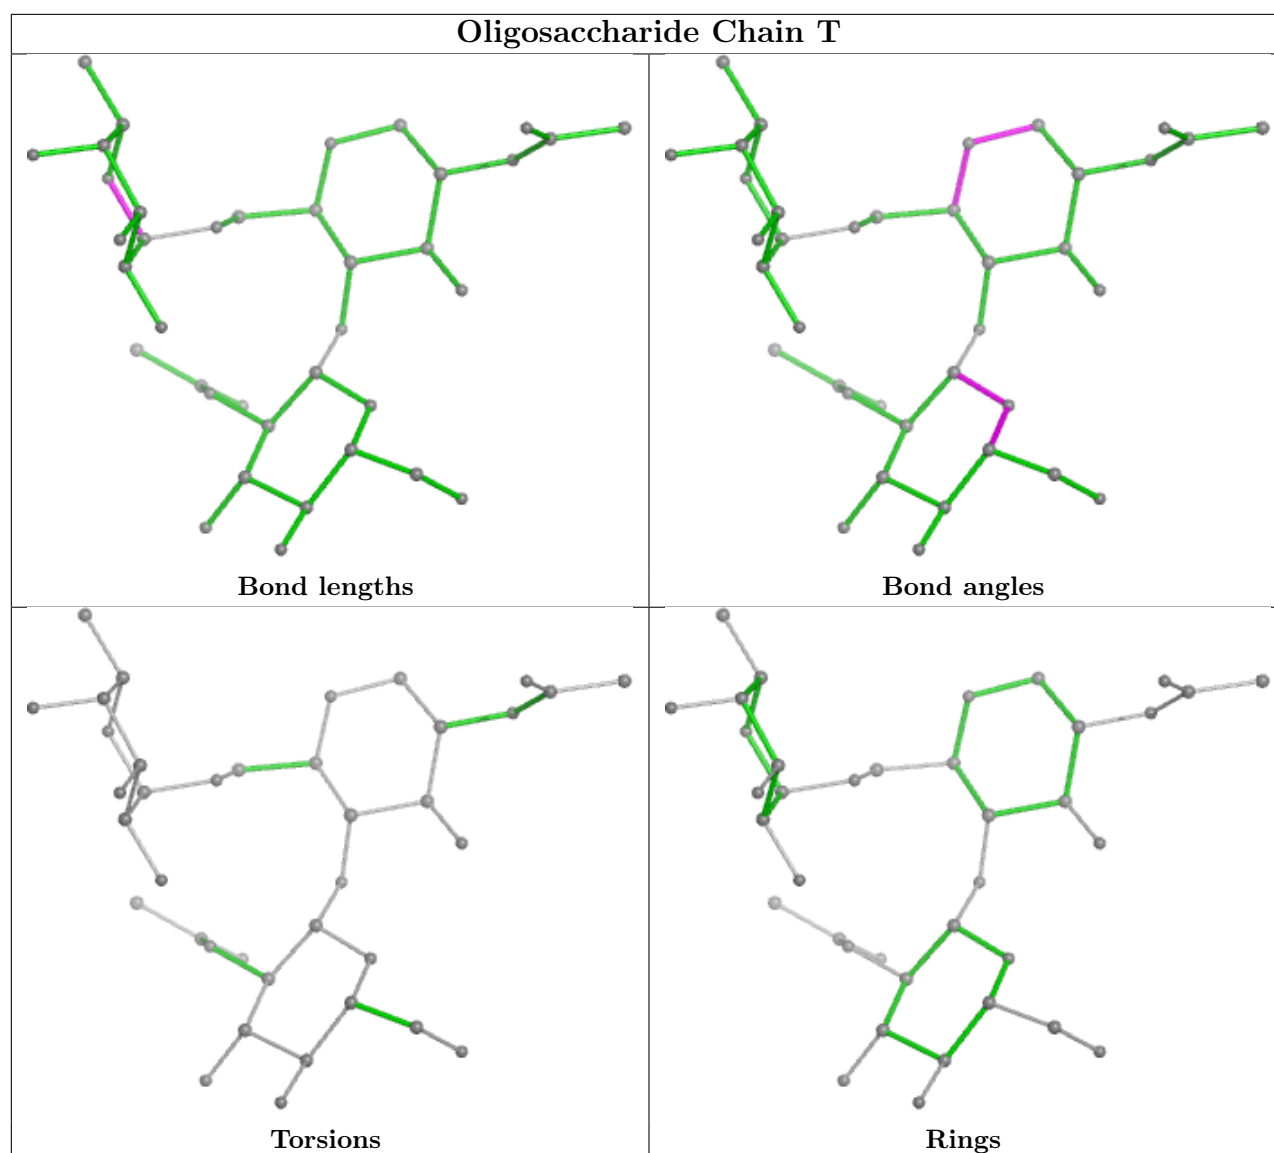 Oligosaccharide Chain T
Bond lengths
Bond angles
Torsions
Rings